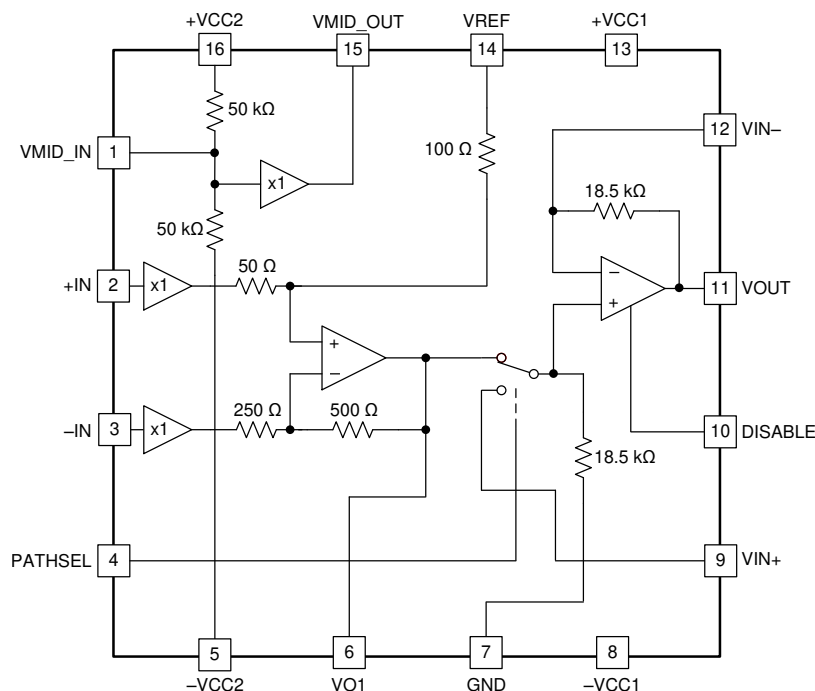 +VCC2 VMID_OUT VREF +VCC1
16 15 14 13
50 kΩ
VMID_IN 1
12 VIN–
100 Ω
x1
18.5 kΩ
50 kΩ
50 Ω
+IN 2 x1
–
+
11 VOUT
+
–
250 Ω 500 Ω
–IN 3 x1
10 DISABLE
18.5 kΩ
PATHSEL 4
9 VIN+
5 6 7 8
–VCC2 VO1 GND –VCC1